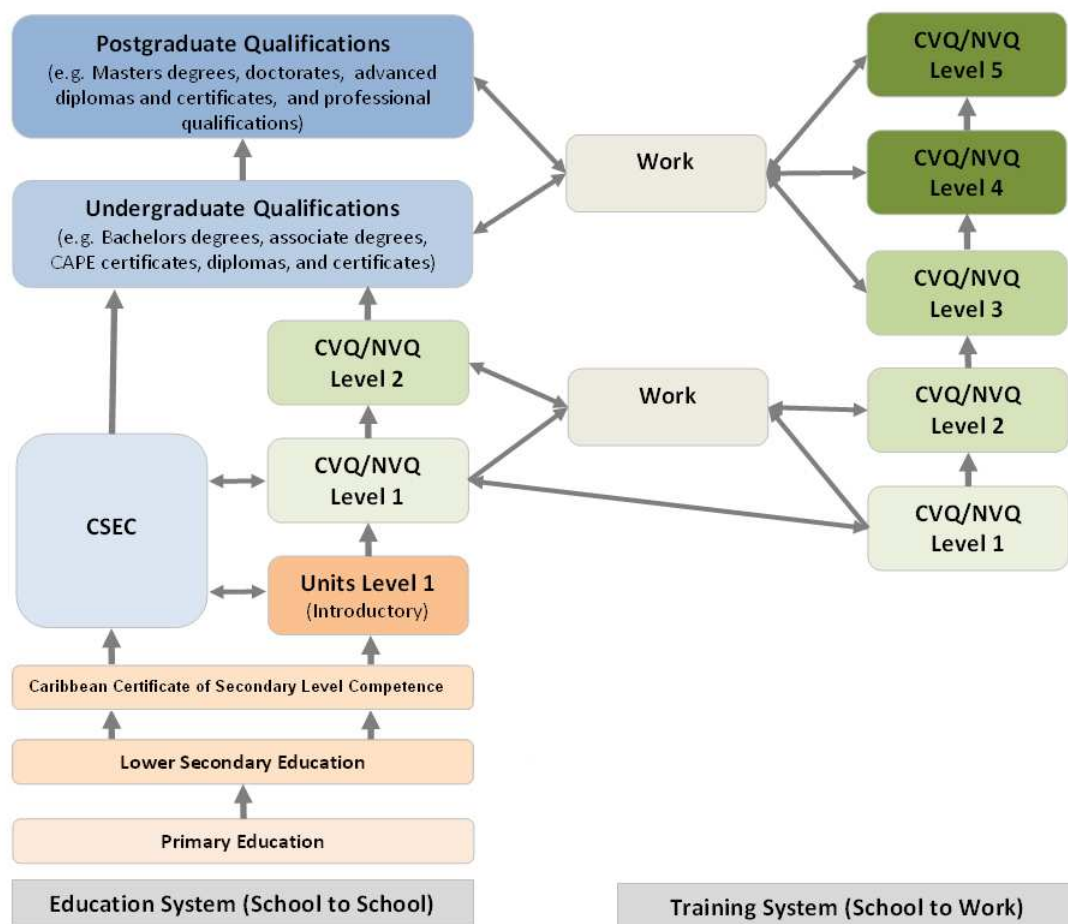 Postgraduate Qualifications
(e.g. Masters degrees, doctorates, advanced
diplomas and certificates, and professional
qualifications)
Undergraduate Qualifications
(e.g. Bachelors degrees, associate degrees,
CAPE certificates, diplomas, and certificates)
CVQ/NVQ
Level 2
CVQ/NVQ
Level 1
CSEC
Units Level 1
(Introductory)
Caribbean Certificate of Secondary Level Competence
Lower Secondary Education
Primary Education
Education System (School to School)
Work
Work
CVQ/NVQ
Level 5
CVQ/NVQ
Level 4
CVQ/NVQ
Level 3
CVQ/NVQ
Level 2
CVQ/NVQ
Level 1
Training System (School to Work)